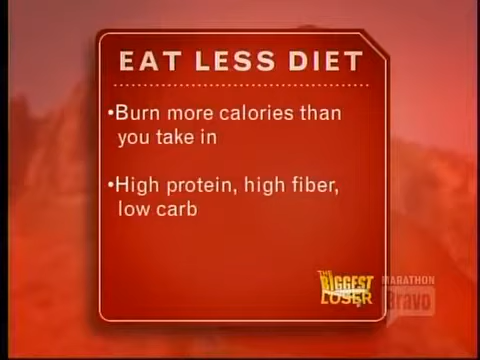 EAT LESS DIET
•Burn more calories than
you take in
•High protein, high fiber,
low carb
THE
BIGGEST
LOSER
MARATHON
Bravo